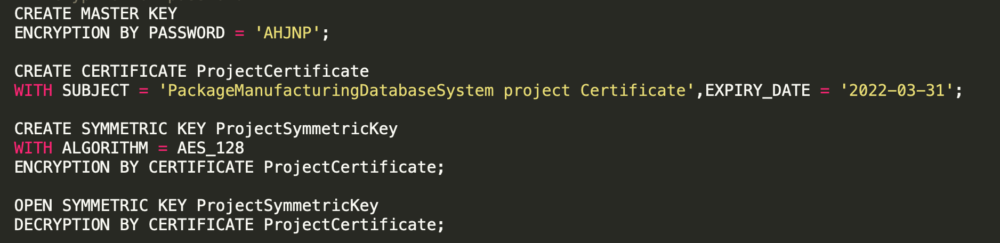 CREATE MASTER KEY
ENCRYPTION BY PASSWORD = 'AHJNP';
CREATE CERTIFICATE ProjectCertificate
WITH SUBJECT = 'PackageManufacturingDatabaseSystem project Certificate',EXPIRY_DATE = '2022-03-31';
CREATE SYMMETRIC KEY ProjectSymmetricKey
WITH ALGORITHM = AES_128
ENCRYPTION BY CERTIFICATE ProjectCertificate;
OPEN SYMMETRIC KEY ProjectSymmetricKey
DECRYPTION BY CERTIFICATE ProjectCertificate;